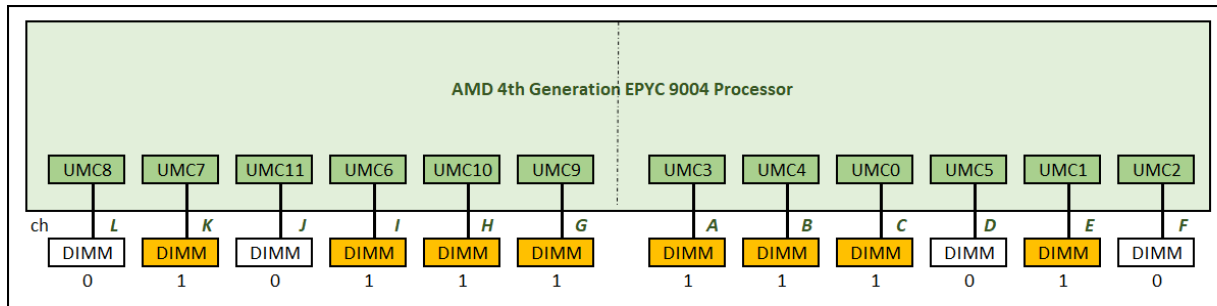 AMD 4th Generation EPYC 9004 Processor
UMC8 UMC7 UMC11 UMC6 UMC10 UMC9 UMC3 UMC4 UMC0 UMC5 UMC1 UMC2
ch L K J I H G A B C D E F
DIMM DIMM DIMM DIMM DIMM DIMM DIMM DIMM DIMM DIMM DIMM DIMM
0 1 0 1 1 1 1 1 1 0 1 0